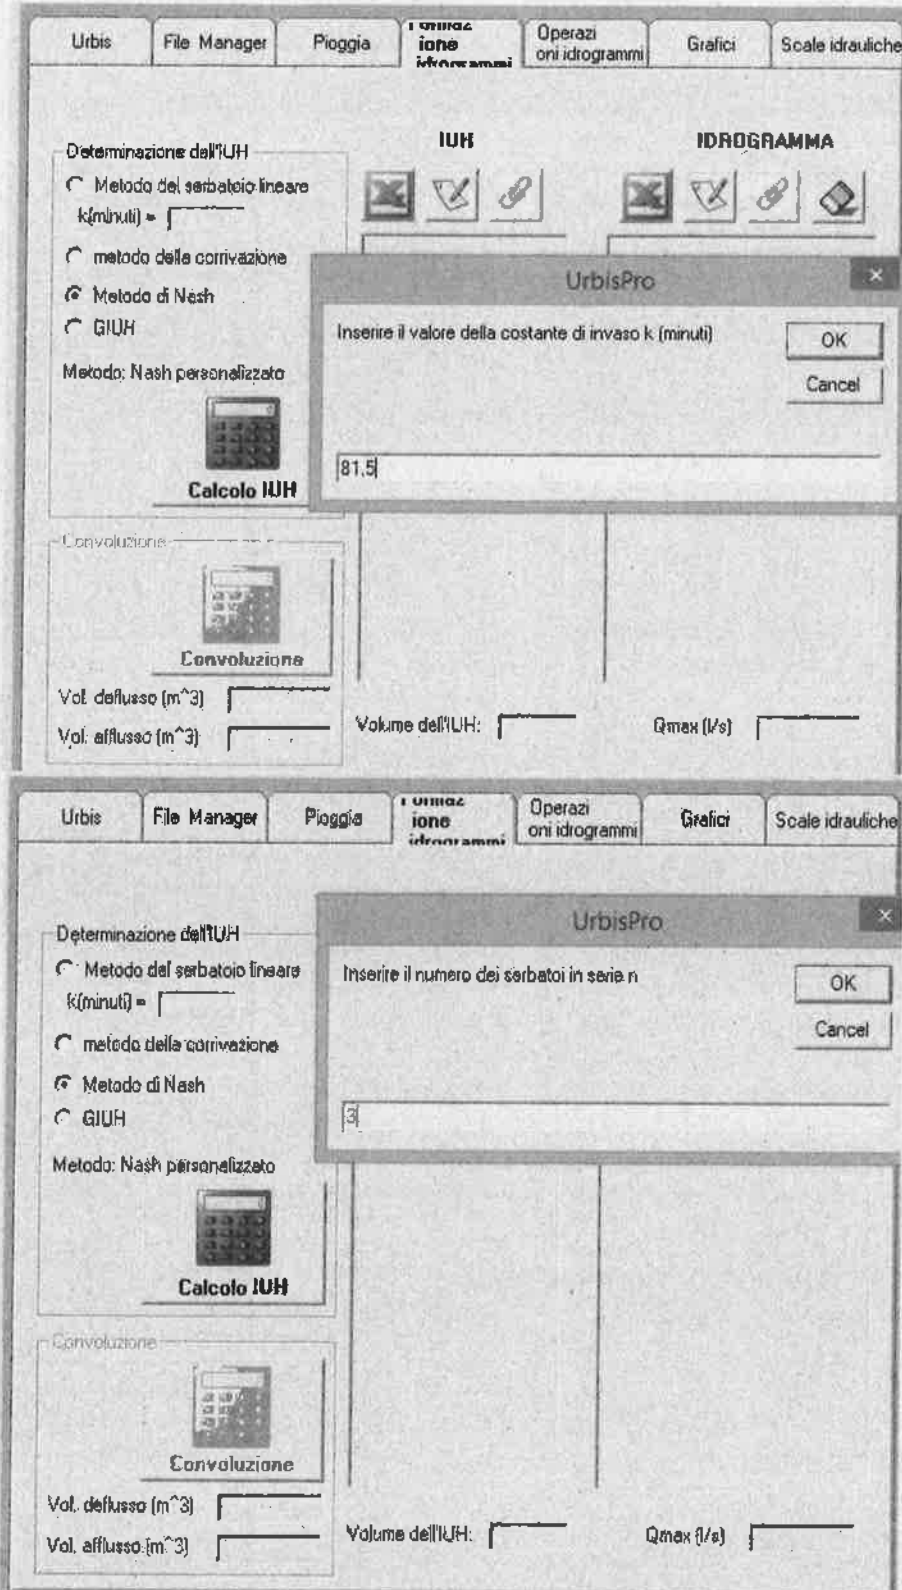 Urbis
File Manager
Pioggia
Formaz
ione
idrogrammi
Operazi
oni idrogrammi
Grafici
Scale idrauliche
IUH
IDROGRAMMA
Determinazione dell'IUH
Metodo del serbatoio lineare
k(minuti) =
metodo della corrivazione
Metodo di Nash
GIUH
Metodo: Nash personalizzato
Calcolo IUH
UrbisPro
Inserire il valore della costante di invaso k (minuti)
OK
Cancel
81.5
Convoluzione
Convoluzione
Vol. deflusso (m^3)
Vol. afflusso (m^3)
Volume dell'IUH:
Qmax (l/s)
Urbis
File Manager
Pioggia
Formaz
ione
idrogrammi
Operazi
oni idrogrammi
Grafici
Scale idrauliche
Determinazione dell'IUH
Metodo del serbatoio lineare
k(minuti) =
metodo della corrivazione
Metodo di Nash
GIUH
Metodo: Nash personalizzato
Calcolo IUH
UrbisPro
Inserire il numero dei serbatoi in serie n
OK
Cancel
3
Convoluzione
Convoluzione
Vol. deflusso (m^3)
Vol. afflusso (m^3)
Volume dell'IUH:
Qmax (l/s)